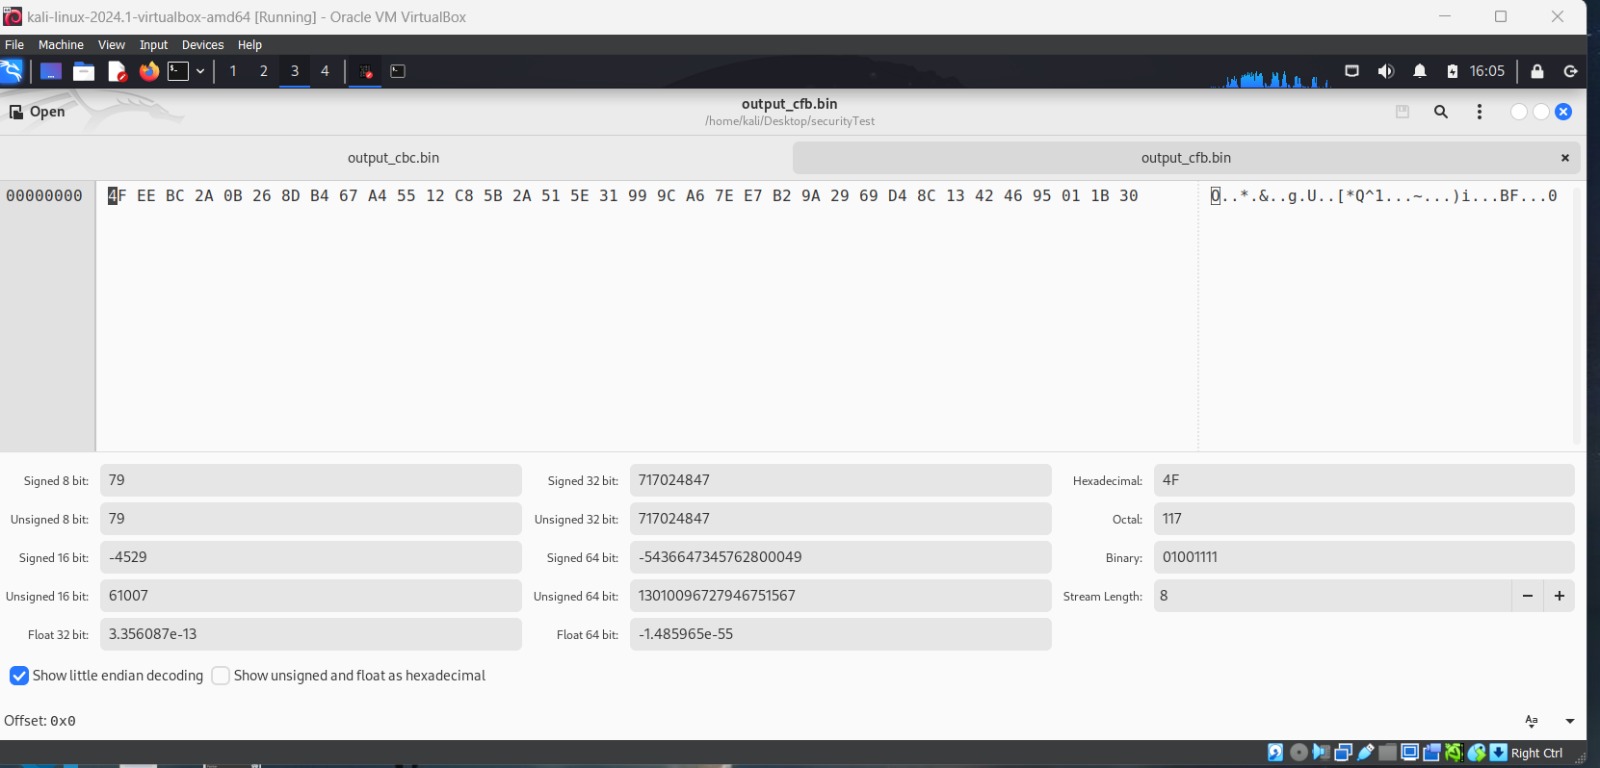 kali-linux-2024.1-virtualbox-amd64 [Running] - Oracle VM VirtualBox
File Machine View Input Devices Help
1 2 3 4 16:05
Open
output_cfb.bin
/home/kali/Desktop/securityTest
output_cbc.bin output_cfb.bin
00000000 4F EE BC 2A 0B 26 8D B4 67 A4 55 12 C8 5B 2A 51 5E 31 99 9C A6 7E E7 B2 9A 29 69 D4 8C 13 42 46 95 01 1B 30 O..*.&..g.U..[*Q^1...~...)i...BF...0
Signed 8 bit: 79 Signed 32 bit: 717024847 Hexadecimal: 4F
Unsigned 8 bit: 79 Unsigned 32 bit: 717024847 Octal: 117
Signed 16 bit: -4529 Signed 64 bit: -5436647345762800049 Binary: 01001111
Unsigned 16 bit: 61007 Unsigned 64 bit: 13010096727946751567 Stream Length: 8
Float 32 bit: 3.356087e-13 Float 64 bit: -1.485965e-55
Show little endian decoding Show unsigned and float as hexadecimal
Offset: 0x0
Right Ctrl